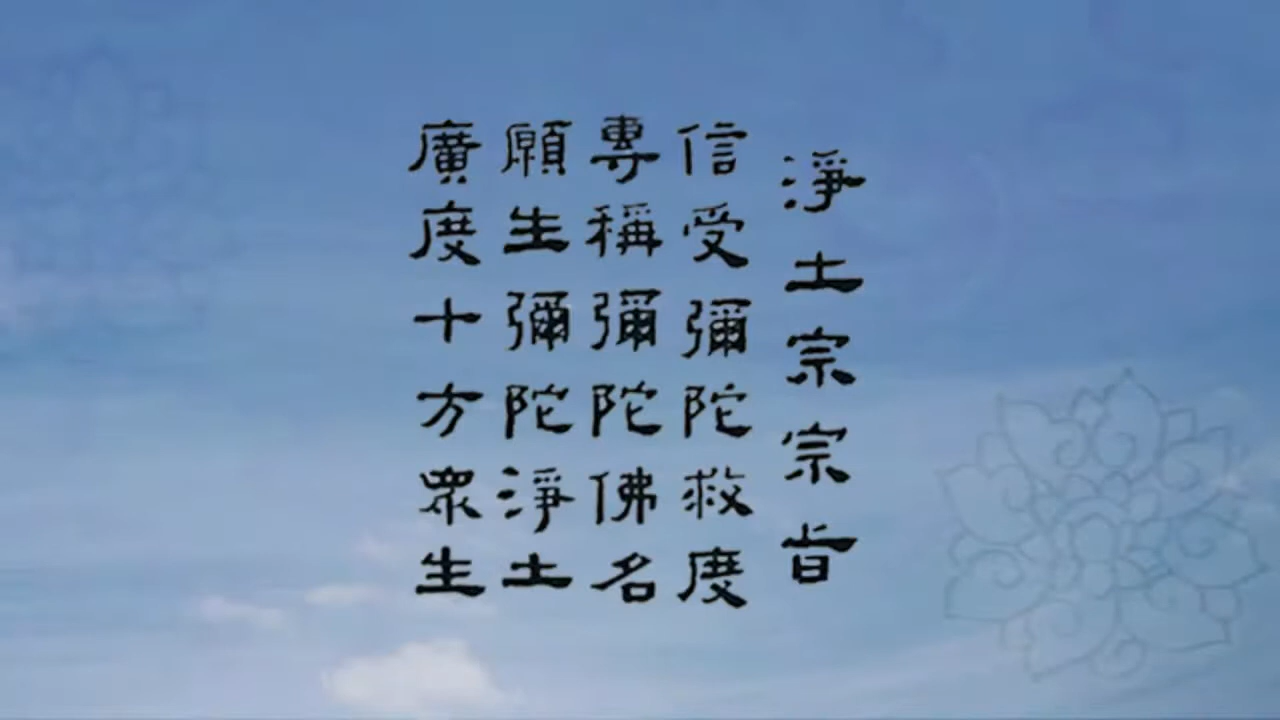 淨土宗宗旨
信受彌陀救度
專稱彌陀佛名
願生彌陀淨土
廣度十方眾生